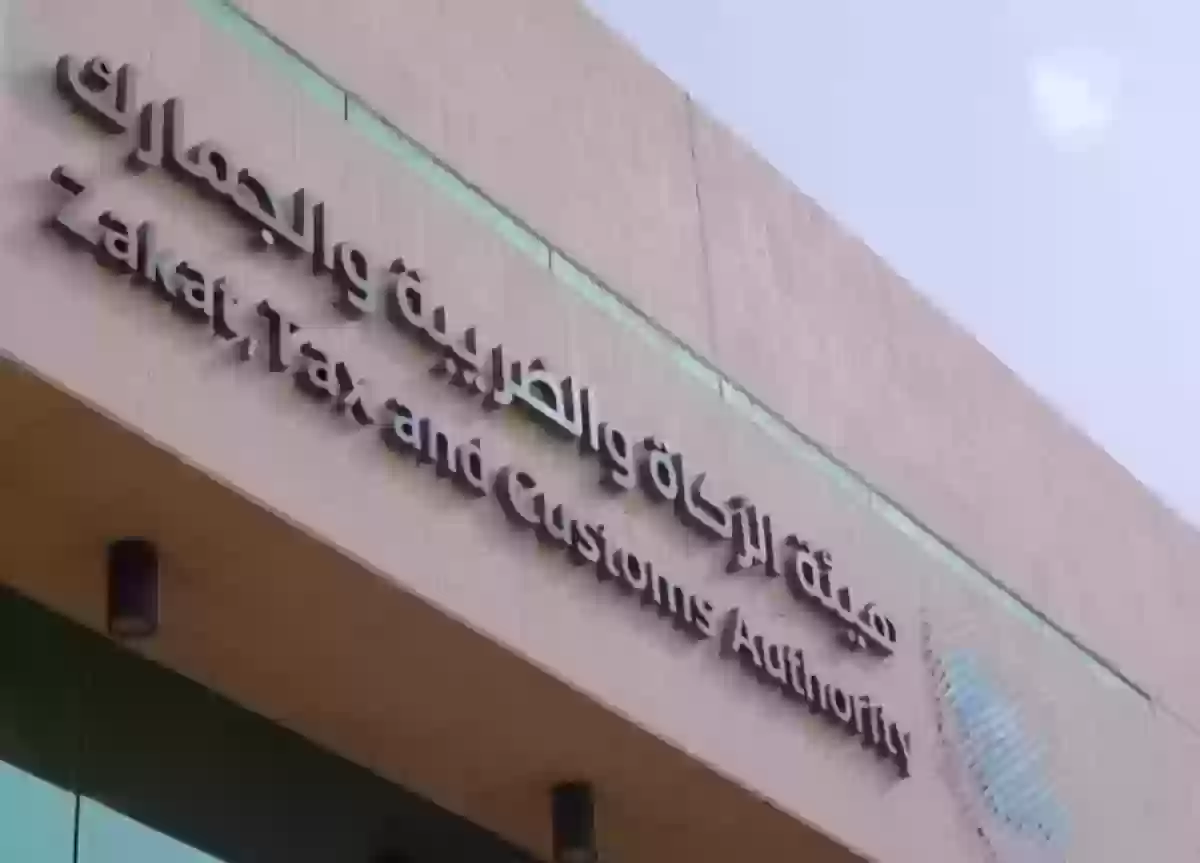 هيئة الزكاة والضريبة والجمارك
Zakat, Tax and Customs Authority